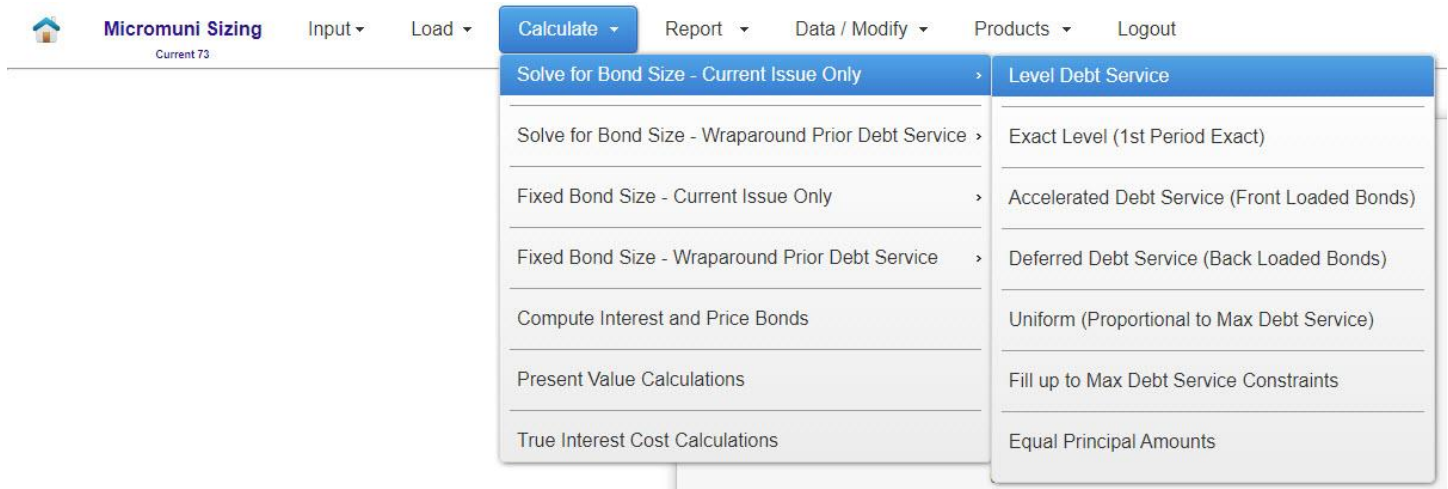 Micromuni Sizing
Current 73
Input
Load
Calculate
Report
Data / Modify
Products
Logout
Solve for Bond Size - Current Issue Only
Solve for Bond Size - Wraparound Prior Debt Service
Fixed Bond Size - Current Issue Only
Fixed Bond Size - Wraparound Prior Debt Service
Compute Interest and Price Bonds
Present Value Calculations
True Interest Cost Calculations
Level Debt Service
Exact Level (1st Period Exact)
Accelerated Debt Service (Front Loaded Bonds)
Deferred Debt Service (Back Loaded Bonds)
Uniform (Proportional to Max Debt Service)
Fill up to Max Debt Service Constraints
Equal Principal Amounts